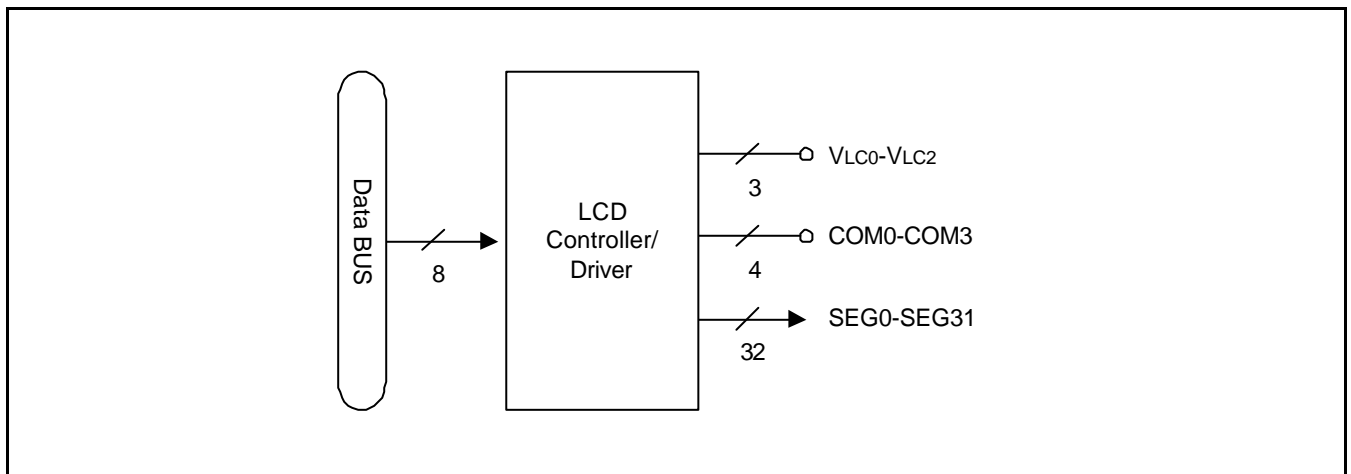 Data BUS
8
LCD
Controller/
Driver
VLC0-VLC2
3
COM0-COM3
4
SEG0-SEG31
32